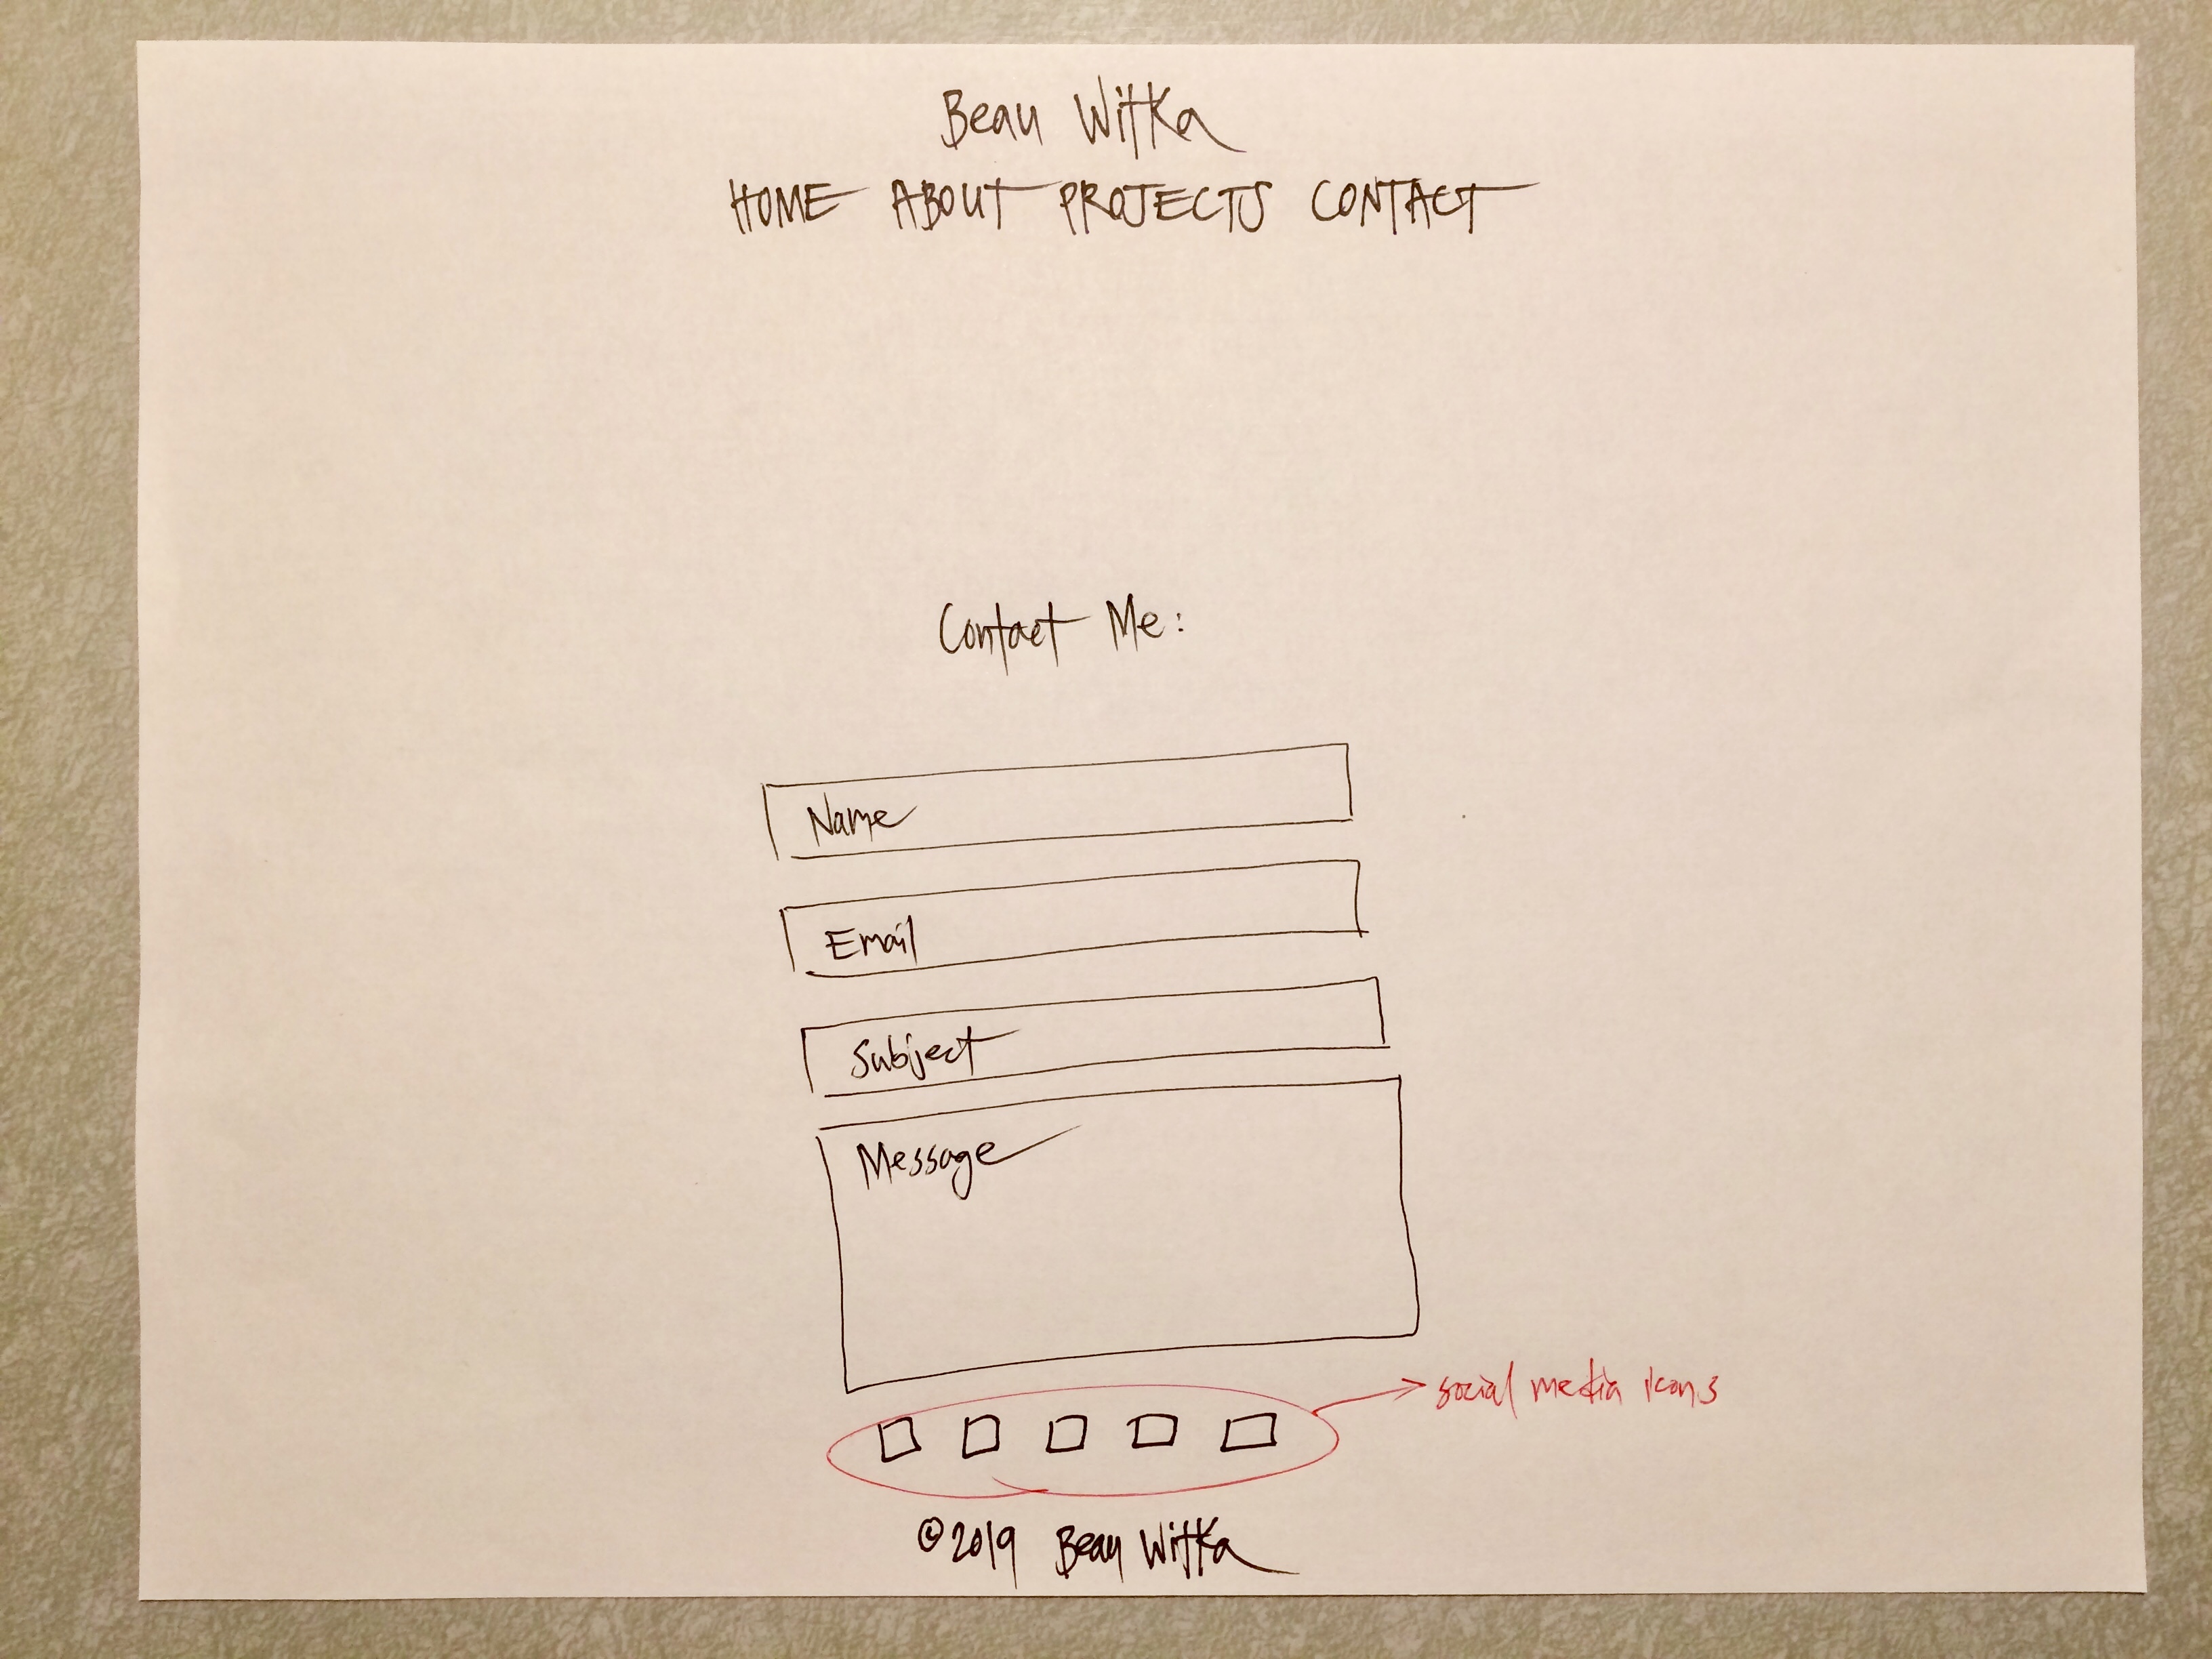 Beau Witka
HOME ABOUT PROJECTS CONTACT
Contact Me:
Name
Email
Subject
Message
social media icons
©2019 Beau Witka